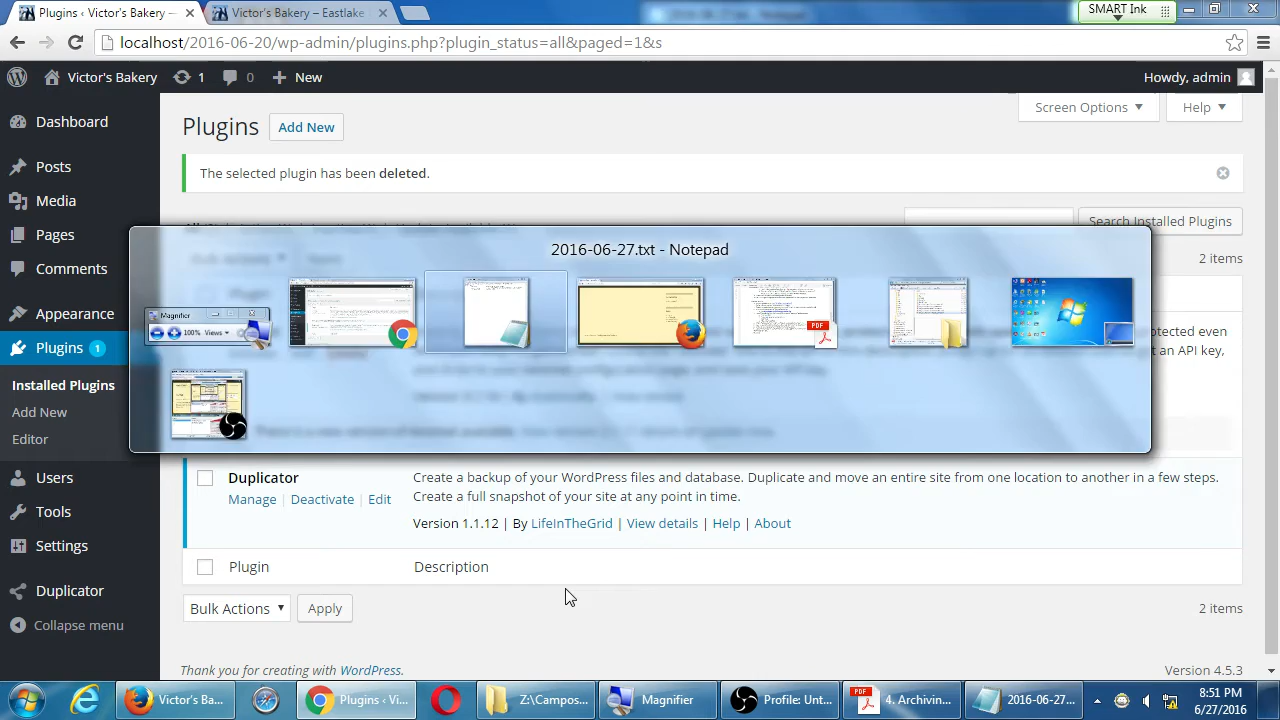 Plugins ‹ Victor's Bakery —
Victor's Bakery – Eastlake
SMART Ink
localhost/2016-06-20/wp-admin/plugins.php?plugin_status=all&paged=1&s
Victor's Bakery
1
0
New
Howdy, admin
Dashboard
Posts
Media
Pages
Comments
Appearance
Plugins 1
Installed Plugins
Add New
Editor
Users
Tools
Settings
Duplicator
Collapse menu
Screen Options
Help
Plugins
Add New
The selected plugin has been deleted.
Search Installed Plugins
2 items
2016-06-27.txt - Notepad
Magnifier
100% Views
PDF
otected even
t an API key,
Duplicator
Manage | Deactivate | Edit
Create a backup of your WordPress files and database. Duplicate and move an entire site from one location to another in a few steps.
Create a full snapshot of your site at any point in time.
Version 1.1.12 | By LifeInTheGrid | View details | Help | About
Plugin
Description
Bulk Actions
Apply
2 items
Thank you for creating with WordPress.
Version 4.5.3
Victor's Ba...
Plugins ‹ Vi...
Z:\Campos...
Magnifier
Profile: Unt...
PDF
4. Archivin...
2016-06-27...
8:51 PM
6/27/2016